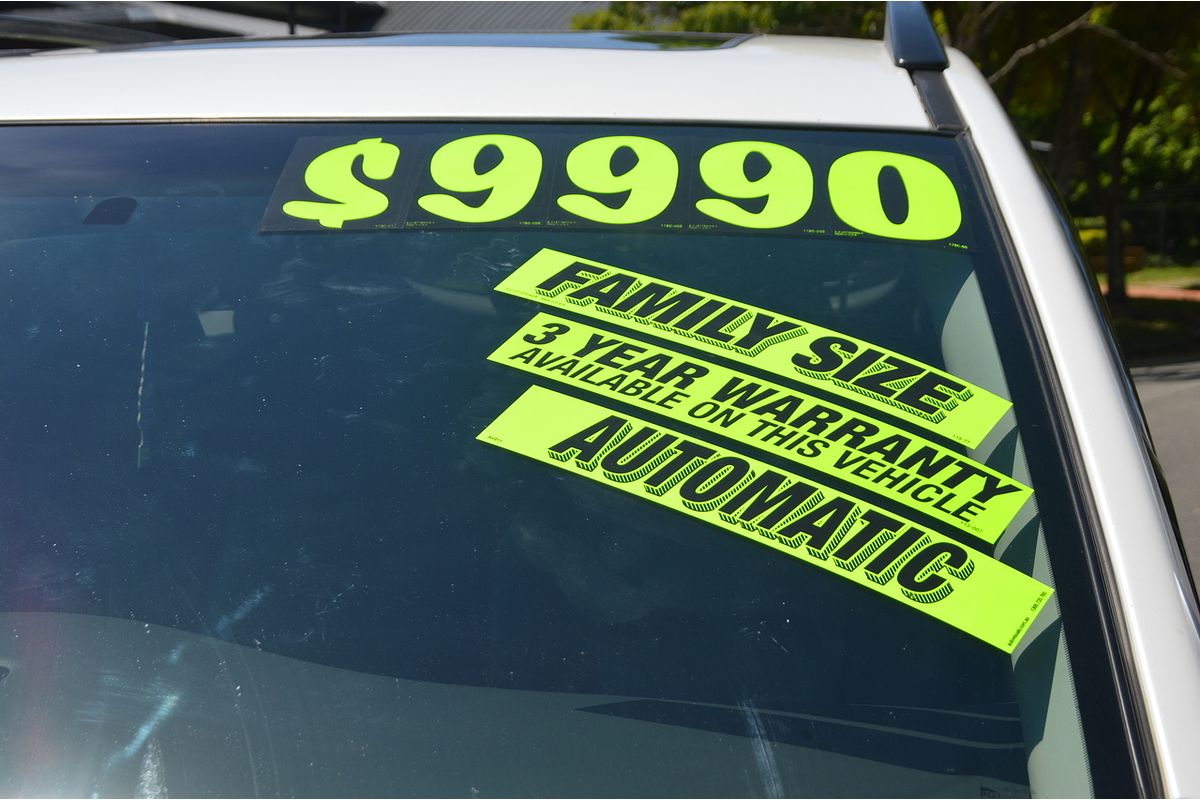 $9990
FAMILY SIZE
3 YEAR WARRANTY
AVAILABLE ON THIS VEHICLE
AUTOMATIC